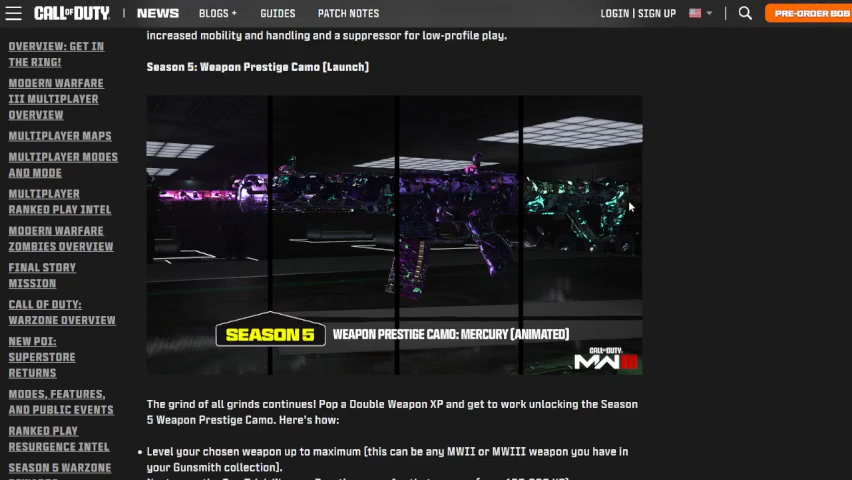 CALL OF DUTY
NEWS
BLOGS +
GUIDES
PATCH NOTES
LOGIN | SIGN UP
PRE-ORDER BO6
OVERVIEW: GET IN
THE RING!
MODERN WARFARE
III MULTIPLAYER
OVERVIEW
MULTIPLAYER MAPS
MULTIPLAYER MODES
AND MODE
MULTIPLAYER
RANKED PLAY INTEL
MODERN WARFARE
ZOMBIES OVERVIEW
FINAL STORY
MISSION
CALL OF DUTY:
WARZONE OVERVIEW
NEW POI:
SUPERSTORE
RETURNS
MODES, FEATURES,
AND PUBLIC EVENTS
RANKED PLAY
RESURGENCE INTEL
SEASON 5 WARZONE
increased mobility and handling and a suppressor for low-profile play.
Season 5: Weapon Prestige Camo (Launch)
SEASON 5
WEAPON PRESTIGE CAMO: MERCURY (ANIMATED)
CALL OF DUTY
MWIII
The grind of all grinds continues! Pop a Double Weapon XP and get to work unlocking the Season
5 Weapon Prestige Camo. Here's how:
• Level your chosen weapon up to maximum (this can be any MWII or MWIII weapon you have in
your Gunsmith collection).